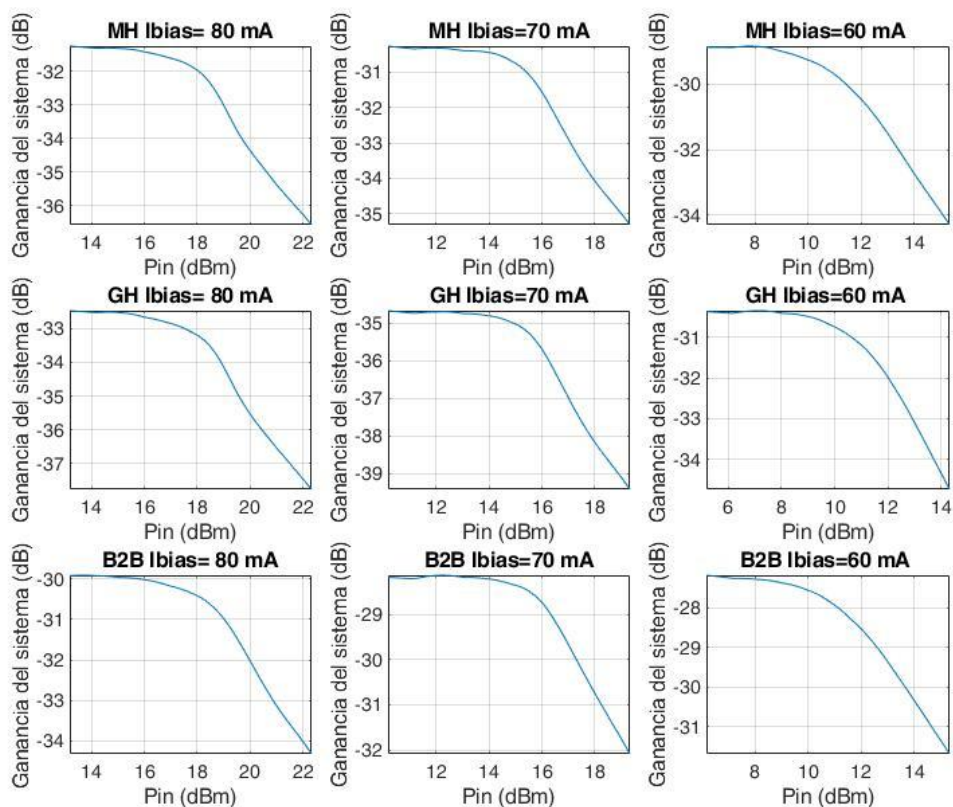 MH Ibias= 80 mA
Ganancia del sistema (dB)
-32
-33
-34
-35
-36
14 16 18 20 22
Pin (dBm)
MH Ibias=70 mA
Ganancia del sistema (dB)
-31
-32
-33
-34
-35
12 14 16 18
Pin (dBm)
MH Ibias=60 mA
Ganancia del sistema (dB)
-30
-32
-34
8 10 12 14
Pin (dBm)
GH Ibias= 80 mA
Ganancia del sistema (dB)
-33
-34
-35
-36
-37
14 16 18 20 22
Pin (dBm)
GH Ibias=70 mA
Ganancia del sistema (dB)
-35
-36
-37
-38
-39
12 14 16 18
Pin (dBm)
GH Ibias=60 mA
Ganancia del sistema (dB)
-31
-32
-33
-34
6 8 10 12 14
Pin (dBm)
B2B Ibias= 80 mA
Ganancia del sistema (dB)
-30
-31
-32
-33
-34
14 16 18 20 22
Pin (dBm)
B2B Ibias=70 mA
Ganancia del sistema (dB)
-29
-30
-31
-32
12 14 16 18
Pin (dBm)
B2B Ibias=60 mA
Ganancia del sistema (dB)
-28
-29
-30
-31
8 10 12 14
Pin (dBm)